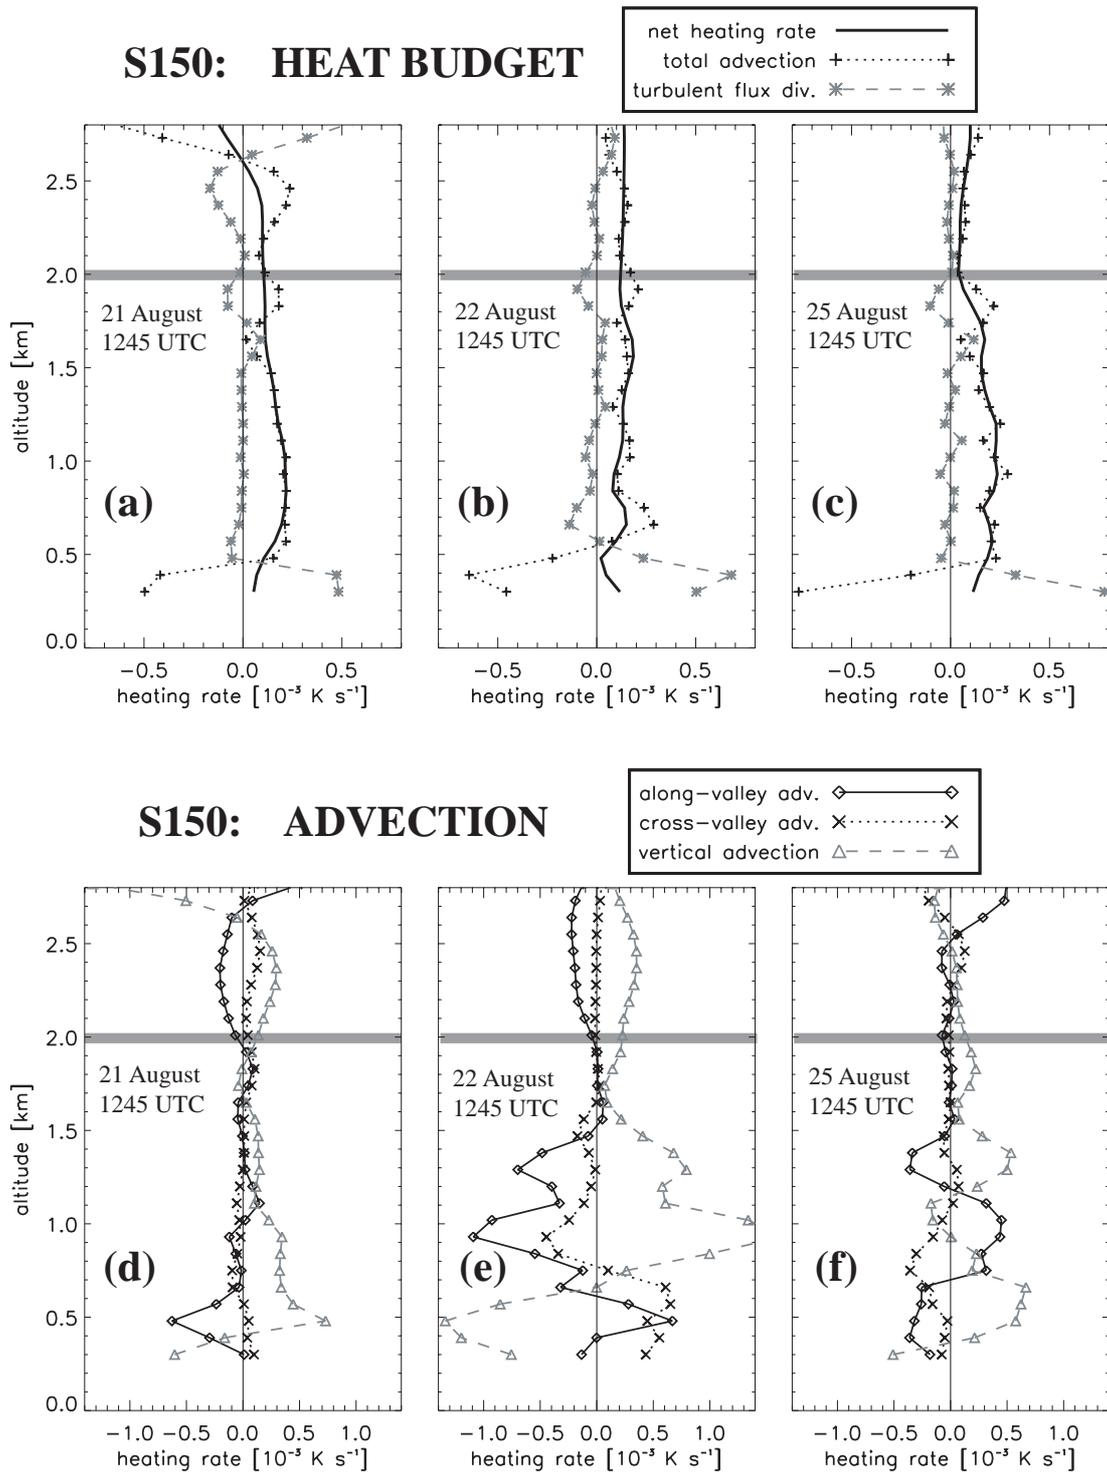 S150: HEAT BUDGET
net heating rate
total advection
turbulent flux div.
2.5
2.0
1.5
1.0
0.5
0.0
altitude [km]
21 August
1245 UTC
(a)
−0.5 0.0 0.5
heating rate [10⁻³ K s⁻¹]
22 August
1245 UTC
(b)
−0.5 0.0 0.5
heating rate [10⁻³ K s⁻¹]
25 August
1245 UTC
(c)
−0.5 0.0 0.5
heating rate [10⁻³ K s⁻¹]
S150: ADVECTION
along−valley adv.
cross−valley adv.
vertical advection
2.5
2.0
1.5
1.0
0.5
0.0
altitude [km]
21 August
1245 UTC
(d)
−1.0 −0.5 0.0 0.5 1.0
heating rate [10⁻³ K s⁻¹]
22 August
1245 UTC
(e)
−1.0 −0.5 0.0 0.5 1.0
heating rate [10⁻³ K s⁻¹]
25 August
1245 UTC
(f)
−1.0 −0.5 0.0 0.5 1.0
heating rate [10⁻³ K s⁻¹]